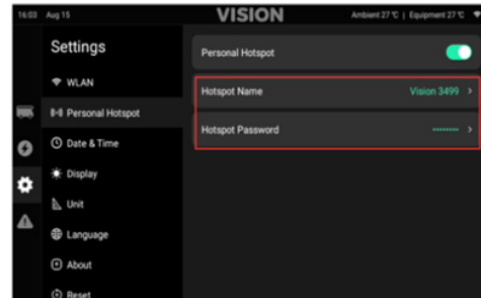 16:03 Aug 15 VISION Ambient 27 ℃ | Equipment 27 ℃
Settings
WLAN
Personal Hotspot
Date & Time
Display
Unit
Language
About
Reset
Personal Hotspot
Hotspot Name Vision 3499 >
Hotspot Password ········ >